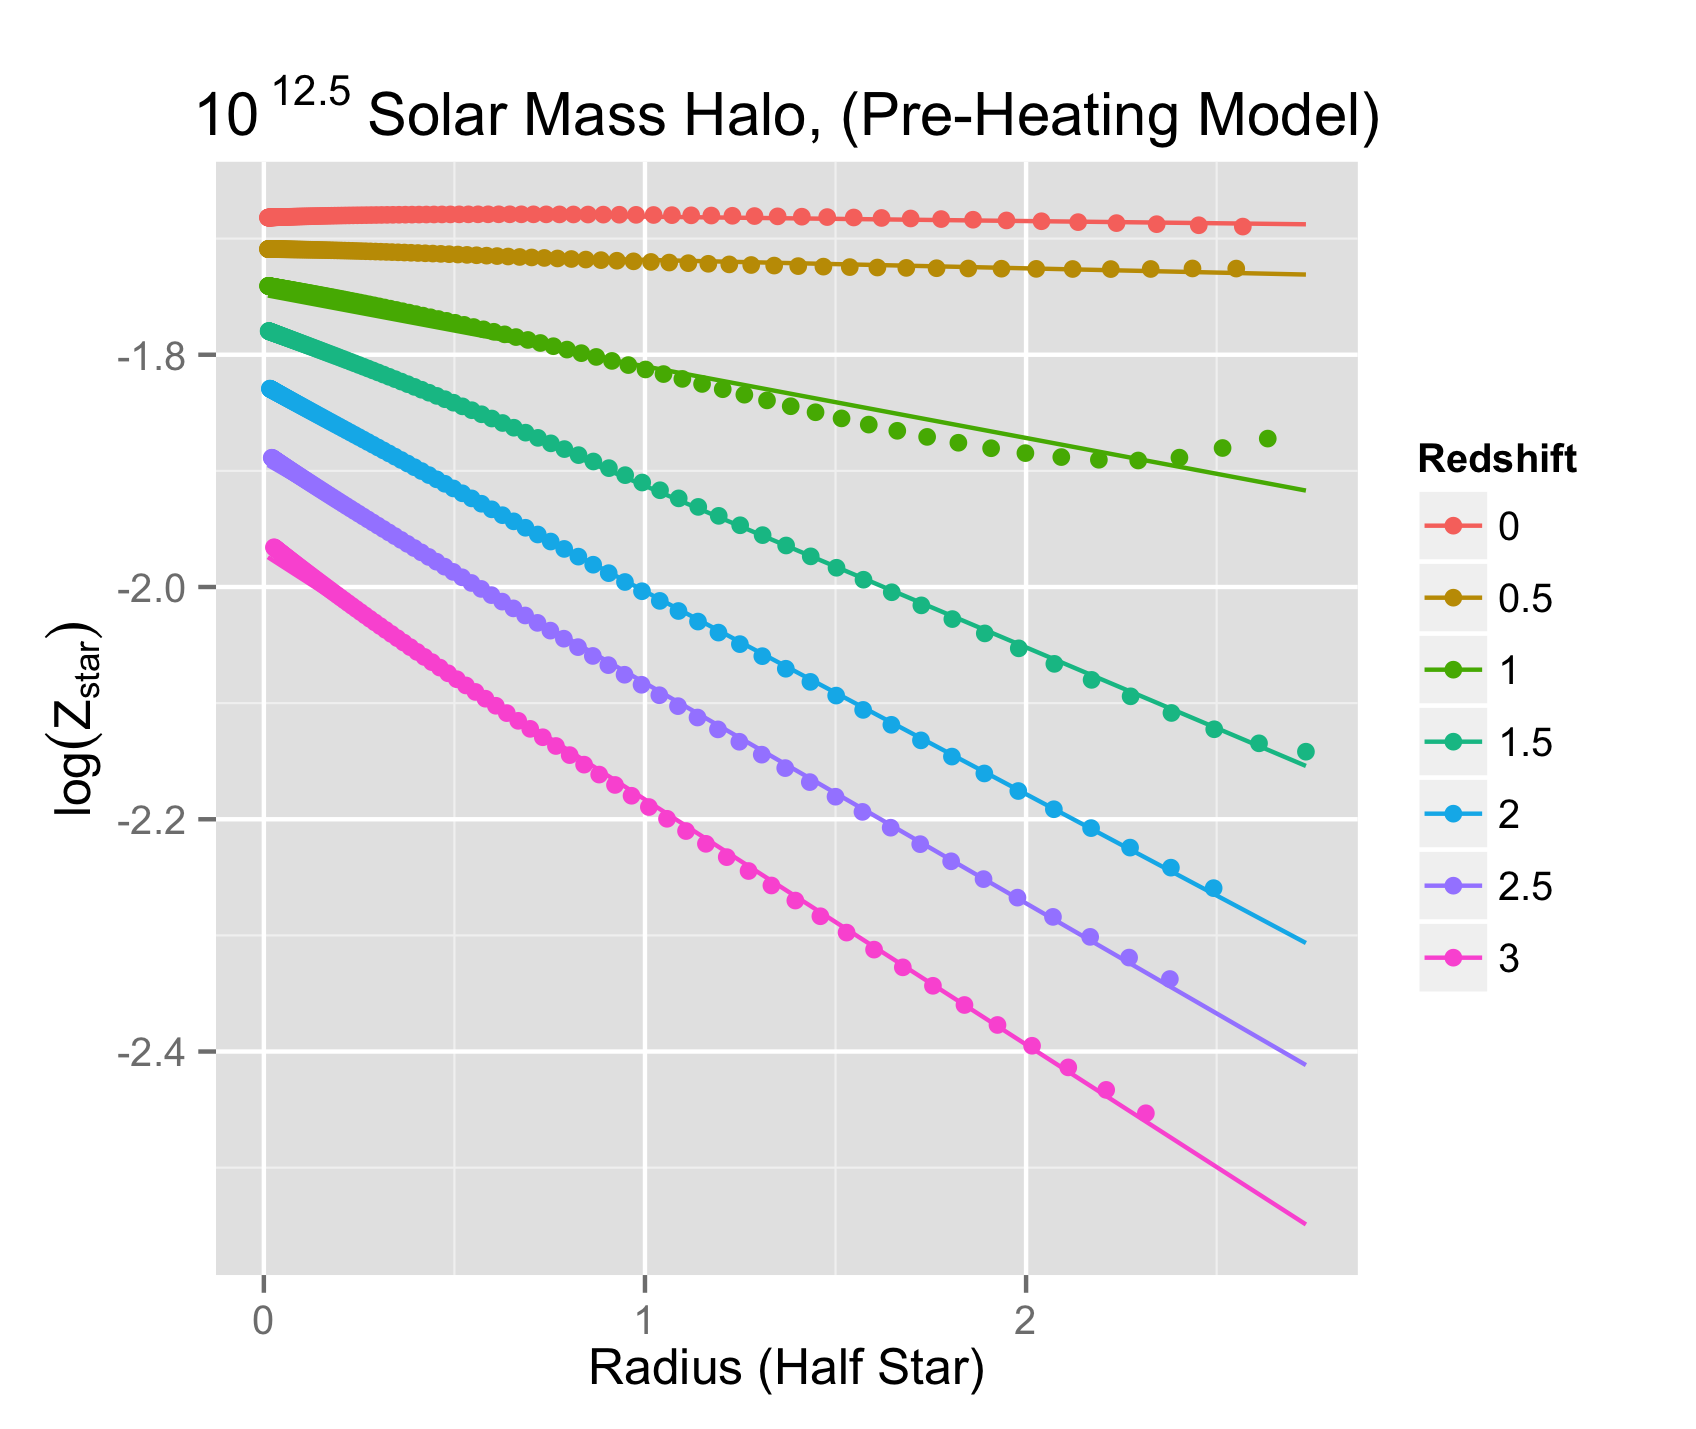 10 12.5 Solar Mass Halo, (Pre-Heating Model)
log(Zstar)
-1.8
-2.0
-2.2
-2.4
0 1 2
Radius (Half Star)
Redshift
0
0.5
1
1.5
2
2.5
3